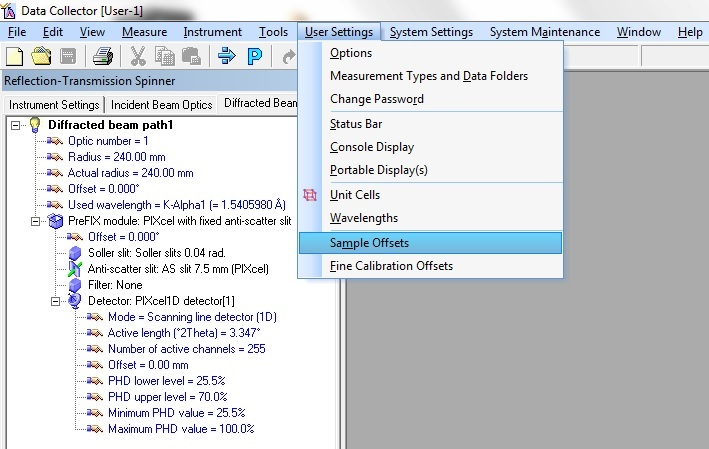 Data Collector [User-1]
File Edit View Measure Instrument Tools User Settings System Settings System Maintenance Window Help
P
Reflection-Transmission Spinner
Instrument Settings Incident Beam Optics Diffracted Bean
Diffracted beam path1
Optic number = 1
Radius = 240.00 mm
Actual radius = 240.00 mm
Offset = 0.000°
Used wavelength = K-Alpha1 (= 1.5405980 Å)
PreFIX module: PIXcel with fixed anti-scatter slit
Offset = 0.000°
Soller slit: Soller slits 0.04 rad.
Anti-scatter slit: AS slit 7.5 mm (PIXcel)
Filter: None
Detector: PIXcel1D detector[1]
Mode = Scanning line detector (1D)
Active length (°2Theta) = 3.347°
Number of active channels = 255
Offset = 0.00 mm
PHD lower level = 25.5%
PHD upper level = 70.0%
Minimum PHD value = 25.5%
Maximum PHD value = 100.0%
Options
Measurement Types and Data Folders
Change Password
Status Bar
Console Display
Portable Display(s)
Unit Cells
Wavelengths
Sample Offsets
Fine Calibration Offsets